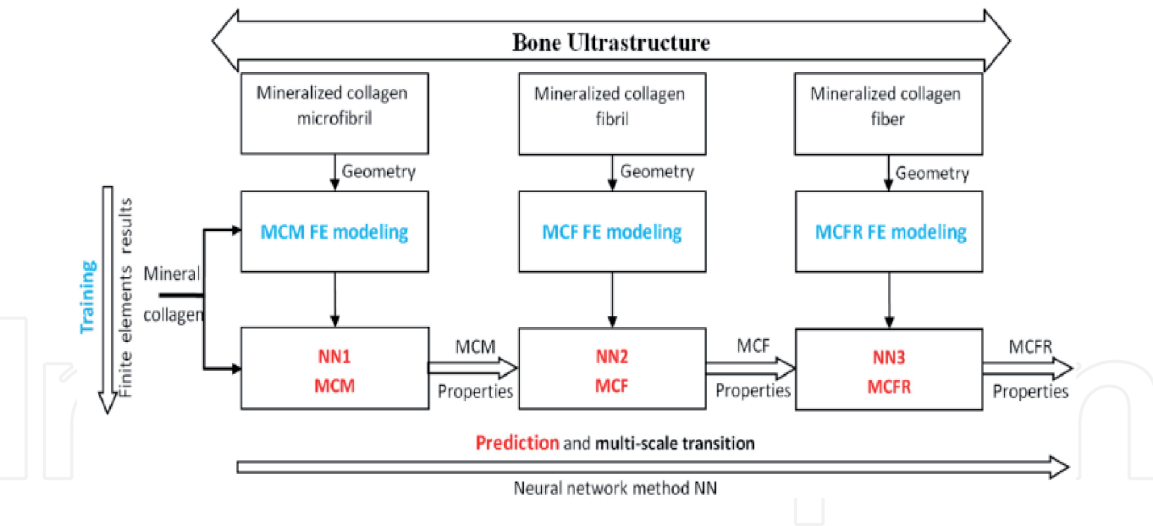 Bone Ultrastructure
Mineralized collagen
microfibril
Mineralized collagen
fibril
Mineralized collagen
fiber
Geometry
Geometry
Geometry
MCM FE modeling
MCF FE modeling
MCFR FE modeling
Training
Finite elements results
Mineral
collagen
NN1
MCM
MCM
Properties
NN2
MCF
MCF
Properties
NN3
MCFR
MCFR
Properties
Prediction and multi-scale transition
Neural network method NN